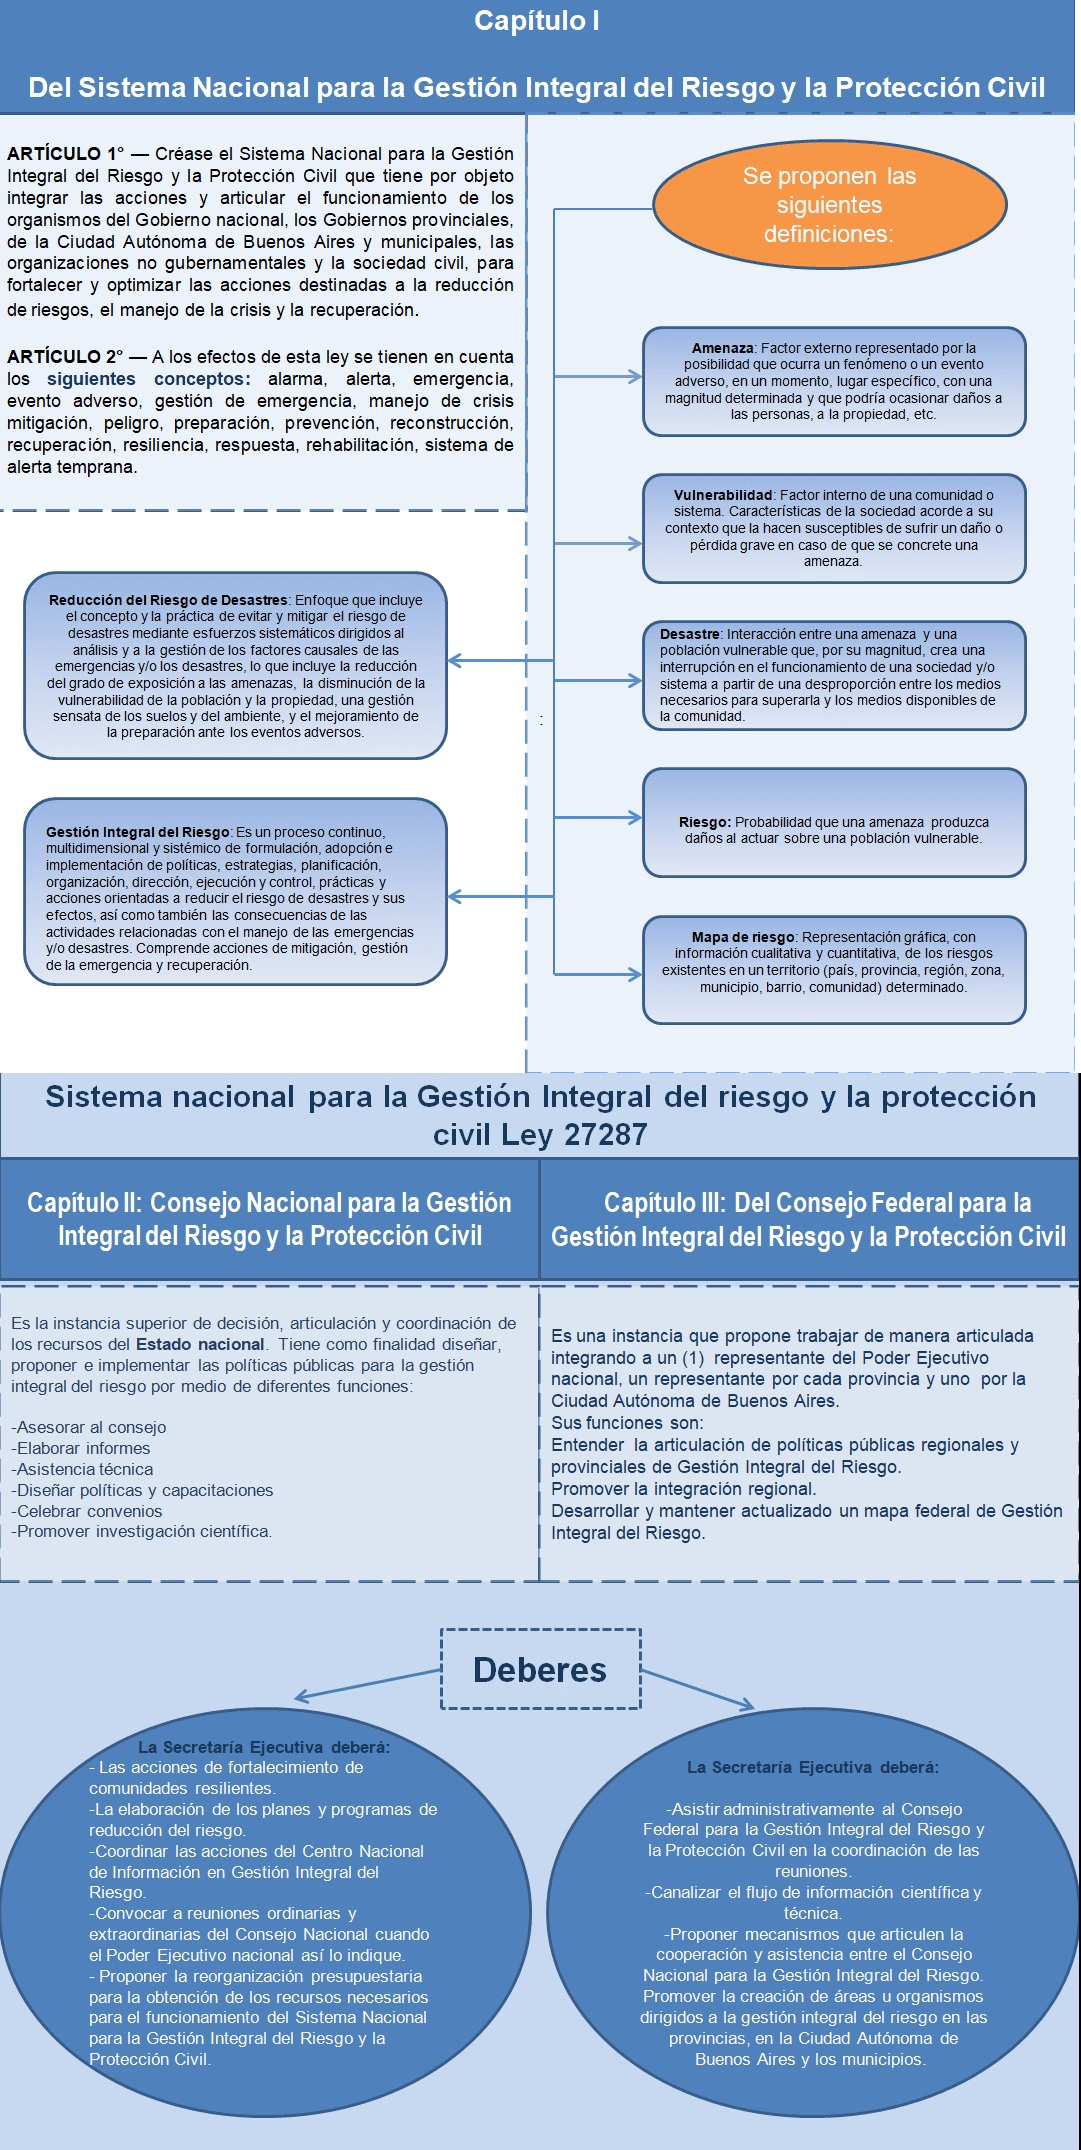 Capítulo I
Del Sistema Nacional para la Gestión Integral del Riesgo y la Protección Civil
ARTÍCULO 1° — Créase el Sistema Nacional para la Gestión
Integral del Riesgo y la Protección Civil que tiene por objeto
integrar las acciones y articular el funcionamiento de los
organismos del Gobierno nacional, los Gobiernos provinciales,
de la Ciudad Autónoma de Buenos Aires y municipales, las
organizaciones no gubernamentales y la sociedad civil, para
fortalecer y optimizar las acciones destinadas a la reducción
de riesgos, el manejo de la crisis y la recuperación.
ARTÍCULO 2° — A los efectos de esta ley se tienen en cuenta
los siguientes conceptos: alarma, alerta, emergencia,
evento adverso, gestión de emergencia, manejo de crisis
mitigación, peligro, preparación, prevención, reconstrucción,
recuperación, resiliencia, respuesta, rehabilitación, sistema de
alerta temprana.
Se proponen las
siguientes
definiciones:
Amenaza: Factor externo representado por la
posibilidad que ocurra un fenómeno o un evento
adverso, en un momento, lugar específico, con una
magnitud determinada y que podría ocasionar daños a
las personas, a la propiedad, etc.
Vulnerabilidad: Factor interno de una comunidad o
sistema. Características de la sociedad acorde a su
contexto que la hacen susceptibles de sufrir un daño o
pérdida grave en caso de que se concrete una
amenaza.
Desastre: Interacción entre una amenaza y una
población vulnerable que, por su magnitud, crea una
interrupción en el funcionamiento de una sociedad y/o
sistema a partir de una desproporción entre los medios
necesarios para superarla y los medios disponibles de
la comunidad.
:
Riesgo: Probabilidad que una amenaza produzca
daños al actuar sobre una población vulnerable.
Mapa de riesgo: Representación gráfica, con
información cualitativa y cuantitativa, de los riesgos
existentes en un territorio (país, provincia, región, zona,
municipio, barrio, comunidad) determinado.
Reducción del Riesgo de Desastres: Enfoque que incluye
el concepto y la práctica de evitar y mitigar el riesgo de
desastres mediante esfuerzos sistemáticos dirigidos al
análisis y a la gestión de los factores causales de las
emergencias y/o los desastres, lo que incluye la reducción
del grado de exposición a las amenazas, la disminución de la
vulnerabilidad de la población y la propiedad, una gestión
sensata de los suelos y del ambiente, y el mejoramiento de
la preparación ante los eventos adversos.
Gestión Integral del Riesgo: Es un proceso continuo,
multidimensional y sistémico de formulación, adopción e
implementación de políticas, estrategias, planificación,
organización, dirección, ejecución y control, prácticas y
acciones orientadas a reducir el riesgo de desastres y sus
efectos, así como también las consecuencias de las
actividades relacionadas con el manejo de las emergencias
y/o desastres. Comprende acciones de mitigación, gestión
de la emergencia y recuperación.
Sistema nacional para la Gestión Integral del riesgo y la protección
civil Ley 27287
Capítulo II: Consejo Nacional para la Gestión
Integral del Riesgo y la Protección Civil
Es la instancia superior de decisión, articulación y coordinación de
los recursos del Estado nacional. Tiene como finalidad diseñar,
proponer e implementar las políticas públicas para la gestión
integral del riesgo por medio de diferentes funciones:
-Asesorar al consejo
-Elaborar informes
-Asistencia técnica
-Diseñar políticas y capacitaciones
-Celebrar convenios
-Promover investigación científica.
Capítulo III: Del Consejo Federal para la
Gestión Integral del Riesgo y la Protección Civil
Es una instancia que propone trabajar de manera articulada
integrando a un (1) representante del Poder Ejecutivo
nacional, un representante por cada provincia y uno por la
Ciudad Autónoma de Buenos Aires.
Sus funciones son:
Entender la articulación de políticas públicas regionales y
provinciales de Gestión Integral del Riesgo.
Promover la integración regional.
Desarrollar y mantener actualizado un mapa federal de Gestión
Integral del Riesgo.
Deberes
La Secretaría Ejecutiva deberá:
- Las acciones de fortalecimiento de
comunidades resilientes.
-La elaboración de los planes y programas de
reducción del riesgo.
-Coordinar las acciones del Centro Nacional
de Información en Gestión Integral del
Riesgo.
-Convocar a reuniones ordinarias y
extraordinarias del Consejo Nacional cuando
el Poder Ejecutivo nacional así lo indique.
- Proponer la reorganización presupuestaria
para la obtención de los recursos necesarios
para el funcionamiento del Sistema Nacional
para la Gestión Integral del Riesgo y la
Protección Civil.
La Secretaría Ejecutiva deberá:
-Asistir administrativamente al Consejo
Federal para la Gestión Integral del Riesgo y
la Protección Civil en la coordinación de las
reuniones.
-Canalizar el flujo de información científica y
técnica.
-Proponer mecanismos que articulen la
cooperación y asistencia entre el Consejo
Nacional para la Gestión Integral del Riesgo.
Promover la creación de áreas u organismos
dirigidos a la gestión integral del riesgo en las
provincias, en la Ciudad Autónoma de
Buenos Aires y los municipios.